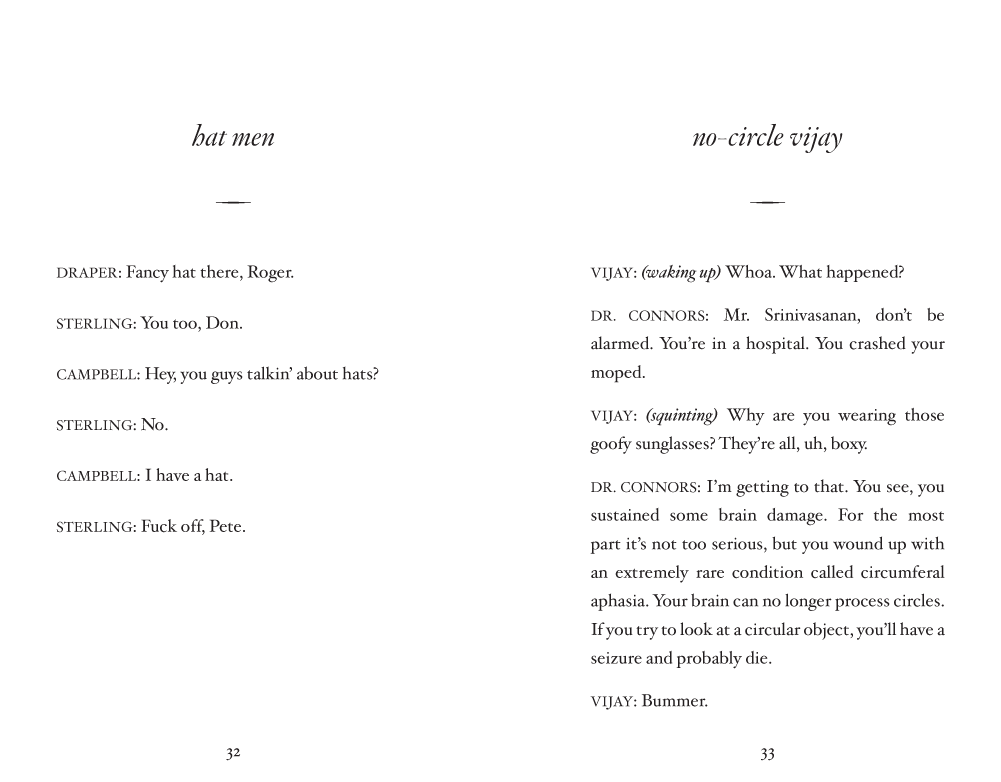 hat men
DRAPER: Fancy hat there, Roger.
STERLING: You too, Don.
CAMPBELL: Hey, you guys talkin’ about hats?
STERLING: No.
CAMPBELL: I have a hat.
STERLING: Fuck off, Pete.
32
no-circle vijay
VIJAY: (waking up) Whoa. What happened?
DR. CONNORS: Mr. Srinivasanan, don’t be
alarmed. You’re in a hospital. You crashed your
moped.
VIJAY: (squinting) Why are you wearing those
goofy sunglasses? They’re all, uh, boxy.
DR. CONNORS: I’m getting to that. You see, you
sustained some brain damage. For the most
part it’s not too serious, but you wound up with
an extremely rare condition called circumferal
aphasia. Your brain can no longer process circles.
If you try to look at a circular object, you’ll have a
seizure and probably die.
VIJAY: Bummer.
33